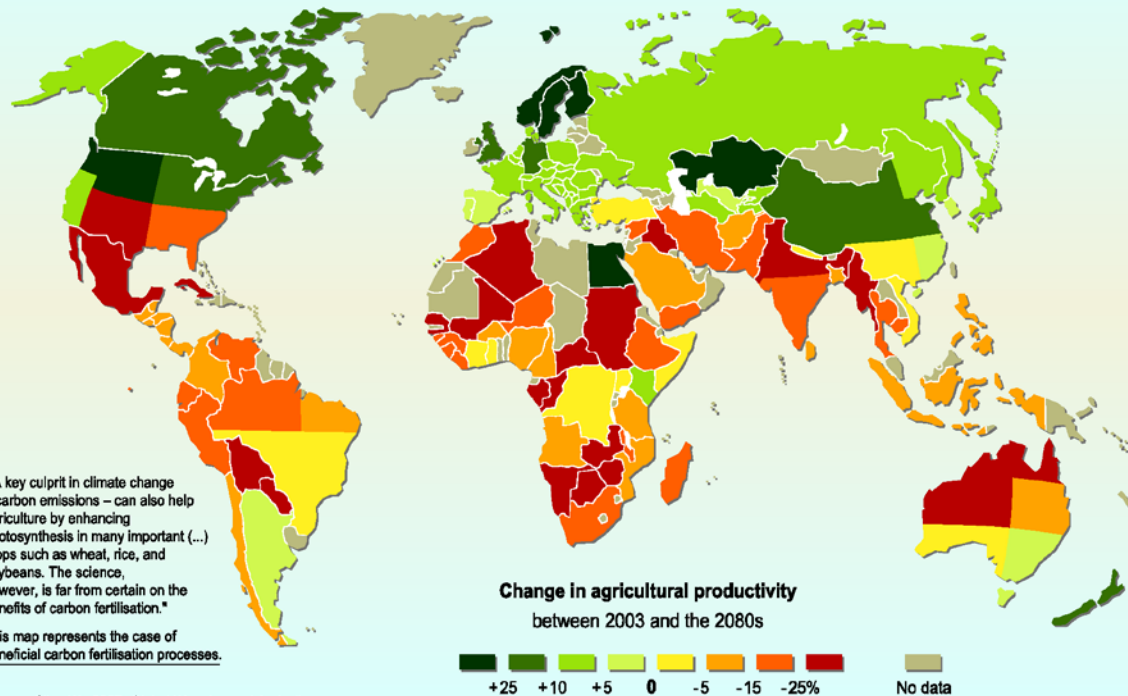 key culprit in climate change
carbon emissions – can also help
riculture by enhancing
otosynthesis in many important (...)
ops such as wheat, rice, and
ybeans. The science,
wever, is far from certain on the
nefits of carbon fertilisation."
is map represents the case of
neficial carbon fertilisation processes.
Change in agricultural productivity
between 2003 and the 2080s
+25 +10 +5 0 -5 -15 -25%
No data